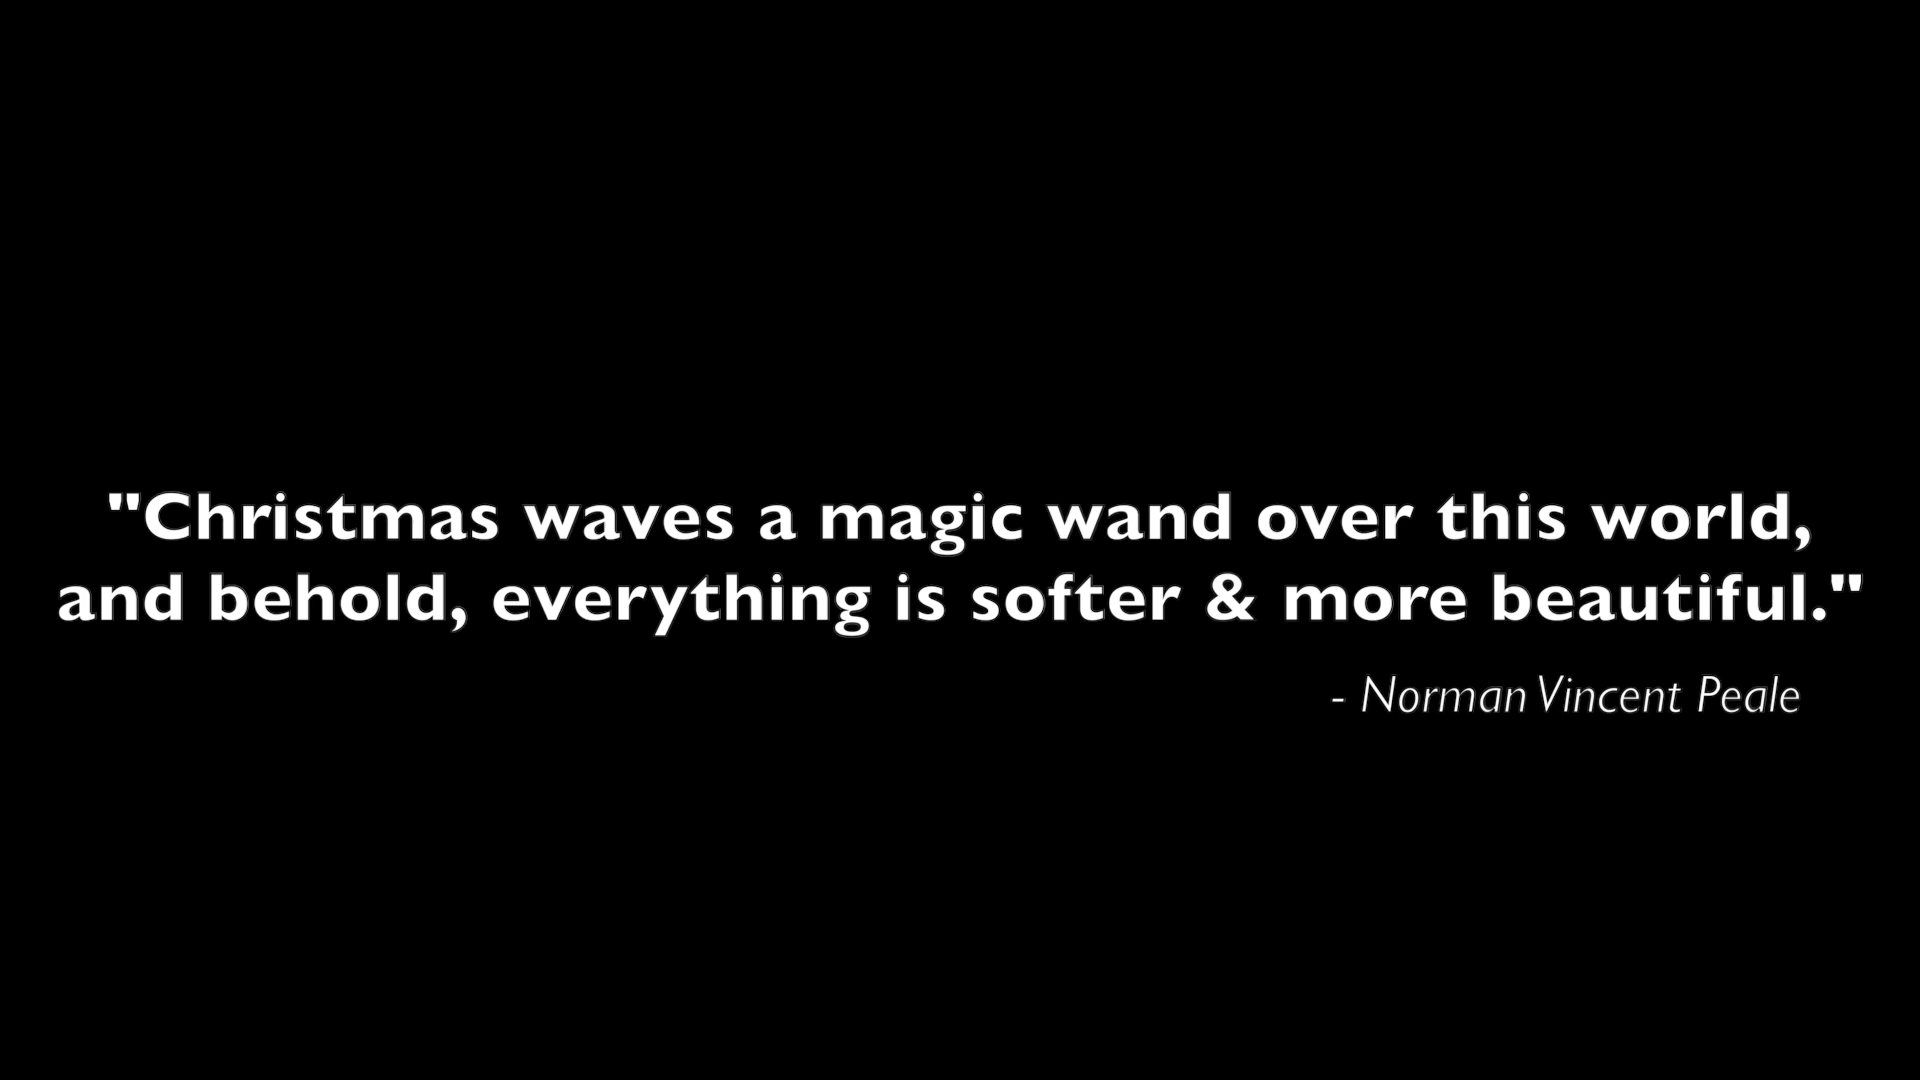 "Christmas waves a magic wand over this world,
and behold, everything is softer & more beautiful."
- Norman Vincent Peale